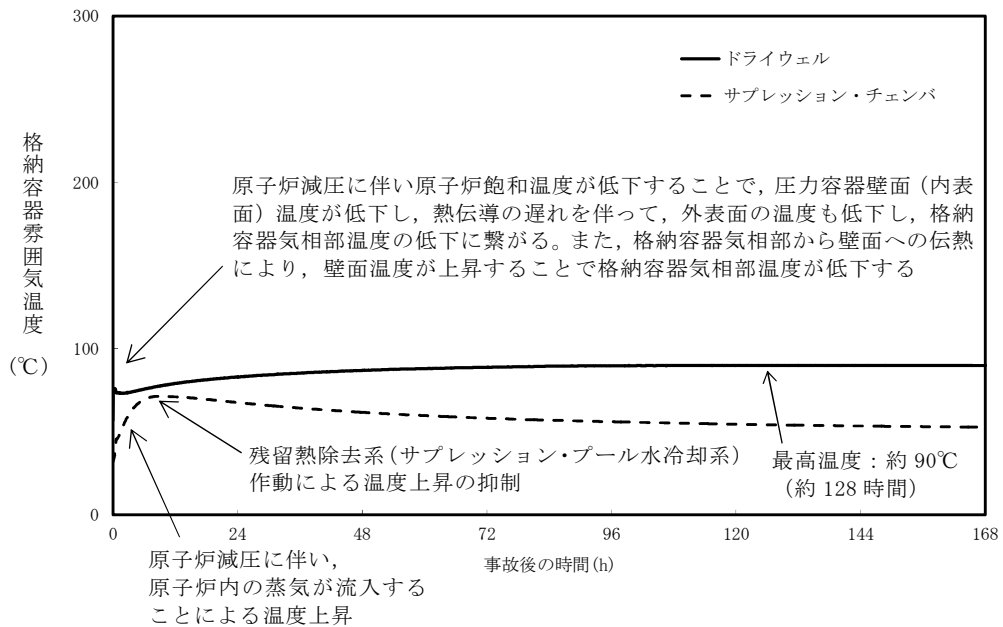 300
ドライウェル
サプレッション・チェンバ
格納容器雰囲気温度
(℃)
200
原子炉減圧に伴い原子炉飽和温度が低下することで，圧力容器壁面（内表
面）温度が低下し，熱伝導の遅れを伴って，外表面の温度も低下し，格納
容器気相部温度の低下に繋がる。また，格納容器気相部から壁面への伝熱
により，壁面温度が上昇することで格納容器気相部温度が低下する
100
残留熱除去系（サプレッション・プール水冷却系）
作動による温度上昇の抑制
最高温度：約 90℃
（約 128 時間）
0
0 24 48 72 96 120 144 168
事故後の時間(h)
原子炉減圧に伴い，
原子炉内の蒸気が流入する
ことによる温度上昇